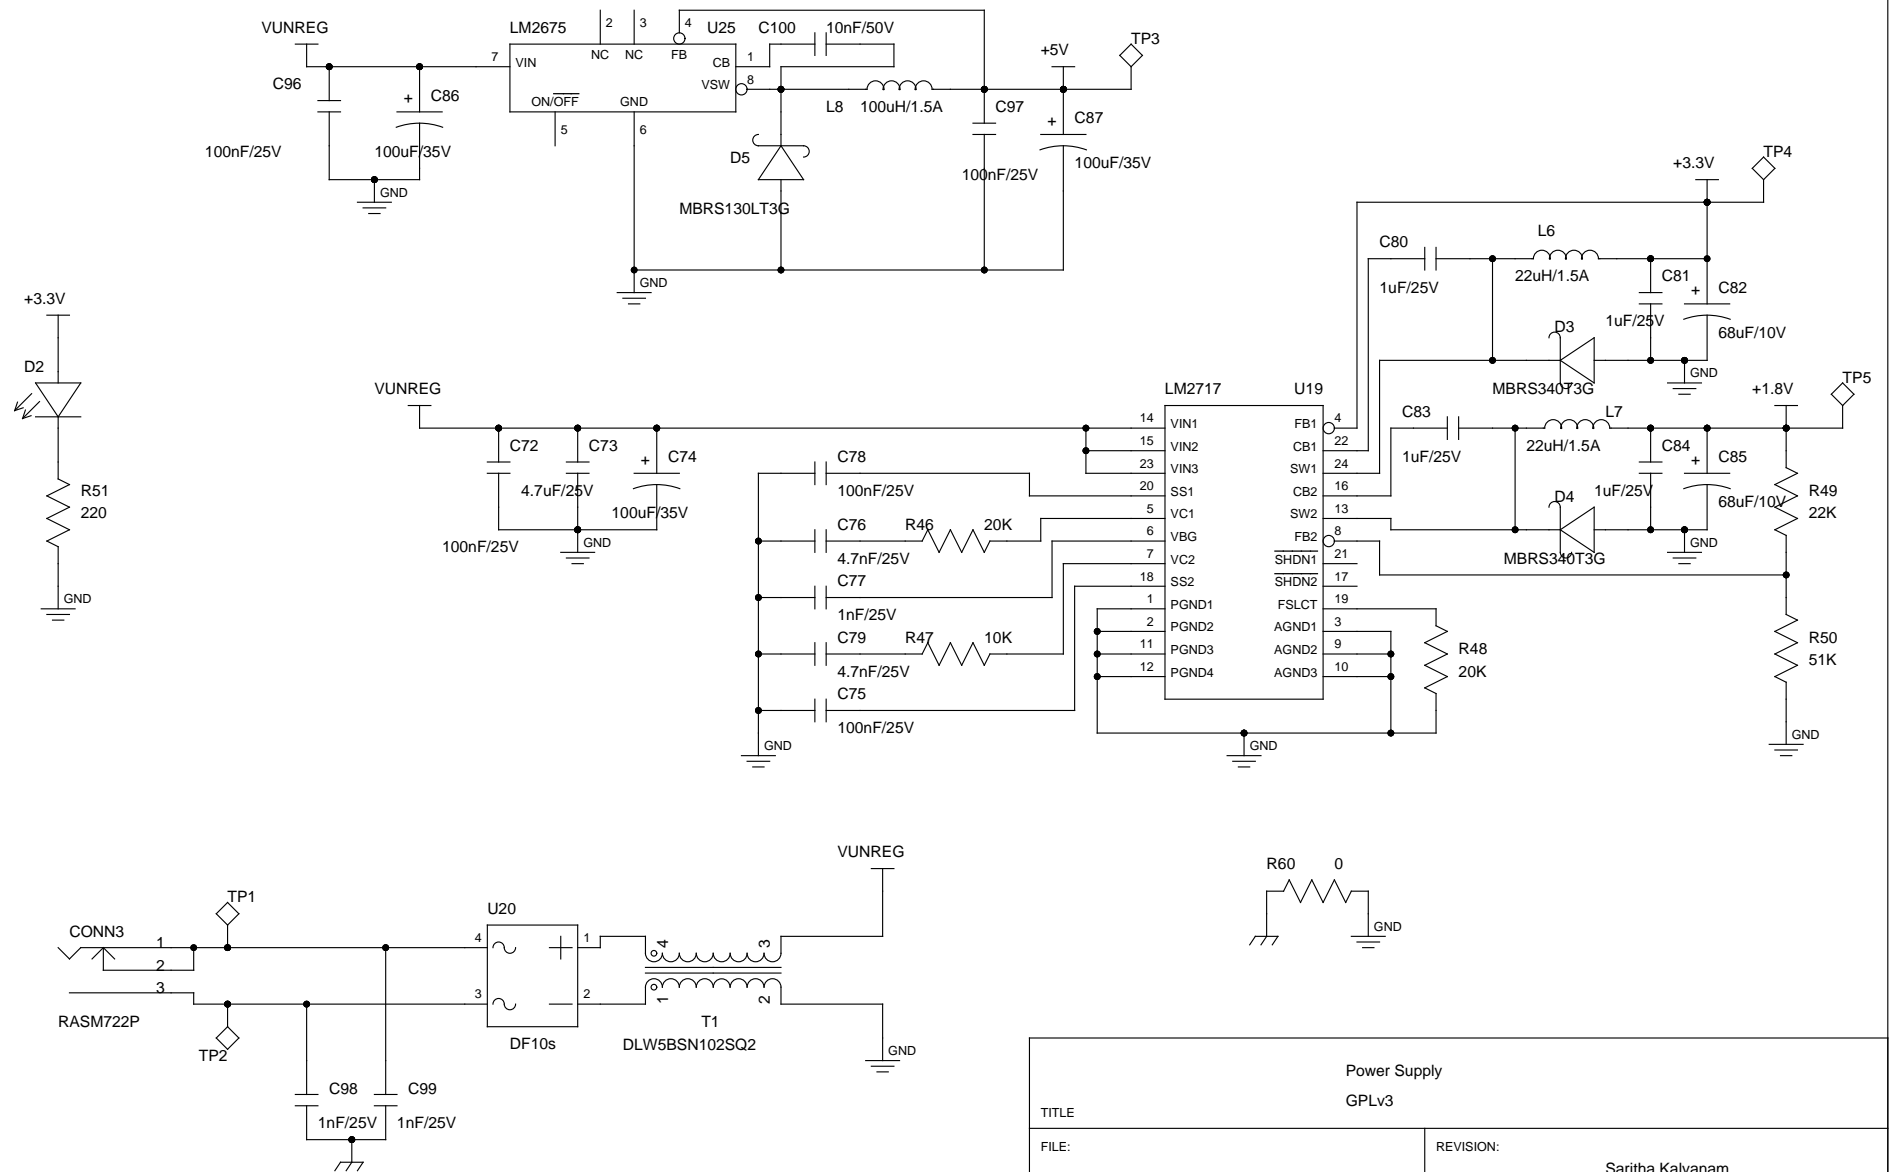 VUNREG
LM2675
2
3
4
U25
C100
10nF/50V
NC
NC
FB
7
VIN
CB
1
VSW
8
ON/OFF
GND
5
6
C96
100nF/25V
+
C86
100uF/35V
GND
L8
100uH/1.5A
D5
MBRS130LT3G
C97
100nF/25V
+5V
TP3
+
C87
100uF/35V
GND
+3.3V
TP4
C80
1uF/25V
L6
22uH/1.5A
C81
1uF/25V
+
C82
68uF/10V
D3
MBRS340T3G
GND
+3.3V
D2
R51
220
GND
VUNREG
C72
100nF/25V
C73
4.7uF/25V
+
C74
100uF/35V
GND
LM2717
U19
14
VIN1
15
VIN2
23
VIN3
20
SS1
5
VC1
6
VBG
7
VC2
18
SS2
1
PGND1
2
PGND2
11
PGND3
12
PGND4
FB1
4
CB1
22
SW1
24
CB2
16
SW2
13
FB2
8
SHDN1
21
SHDN2
17
FSLCT
19
AGND1
3
AGND2
9
AGND3
10
C78
100nF/25V
C76
4.7nF/25V
R46
20K
C77
1nF/25V
C79
4.7nF/25V
R47
10K
C75
100nF/25V
GND
GND
R48
20K
C83
1uF/25V
L7
22uH/1.5A
C84
1uF/25V
+
C85
68uF/10V
D4
MBRS340T3G
GND
+1.8V
TP5
R49
22K
R50
51K
GND
VUNREG
CONN3
1
2
3
RASM722P
TP1
TP2
U20
4
3
1
2
DF10s
4
3
1
2
T1
DLW5BSN102SQ2
GND
C98
1nF/25V
C99
1nF/25V
R60
0
GND
Power Supply
GPLv3
TITLE
FILE:
REVISION:
Saritha Kalyanam